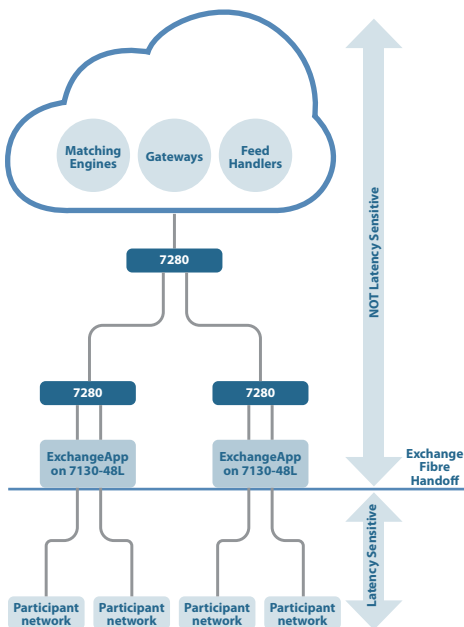 Matching
Engines
Gateways
Feed
Handlers
NOT Latency Sensitive
7280
7280
7280
ExchangeApp
on 7130-48L
ExchangeApp
on 7130-48L
Exchange
Fibre
Handoff
Latency Sensitive
Participant
network
Participant
network
Participant
network
Participant
network